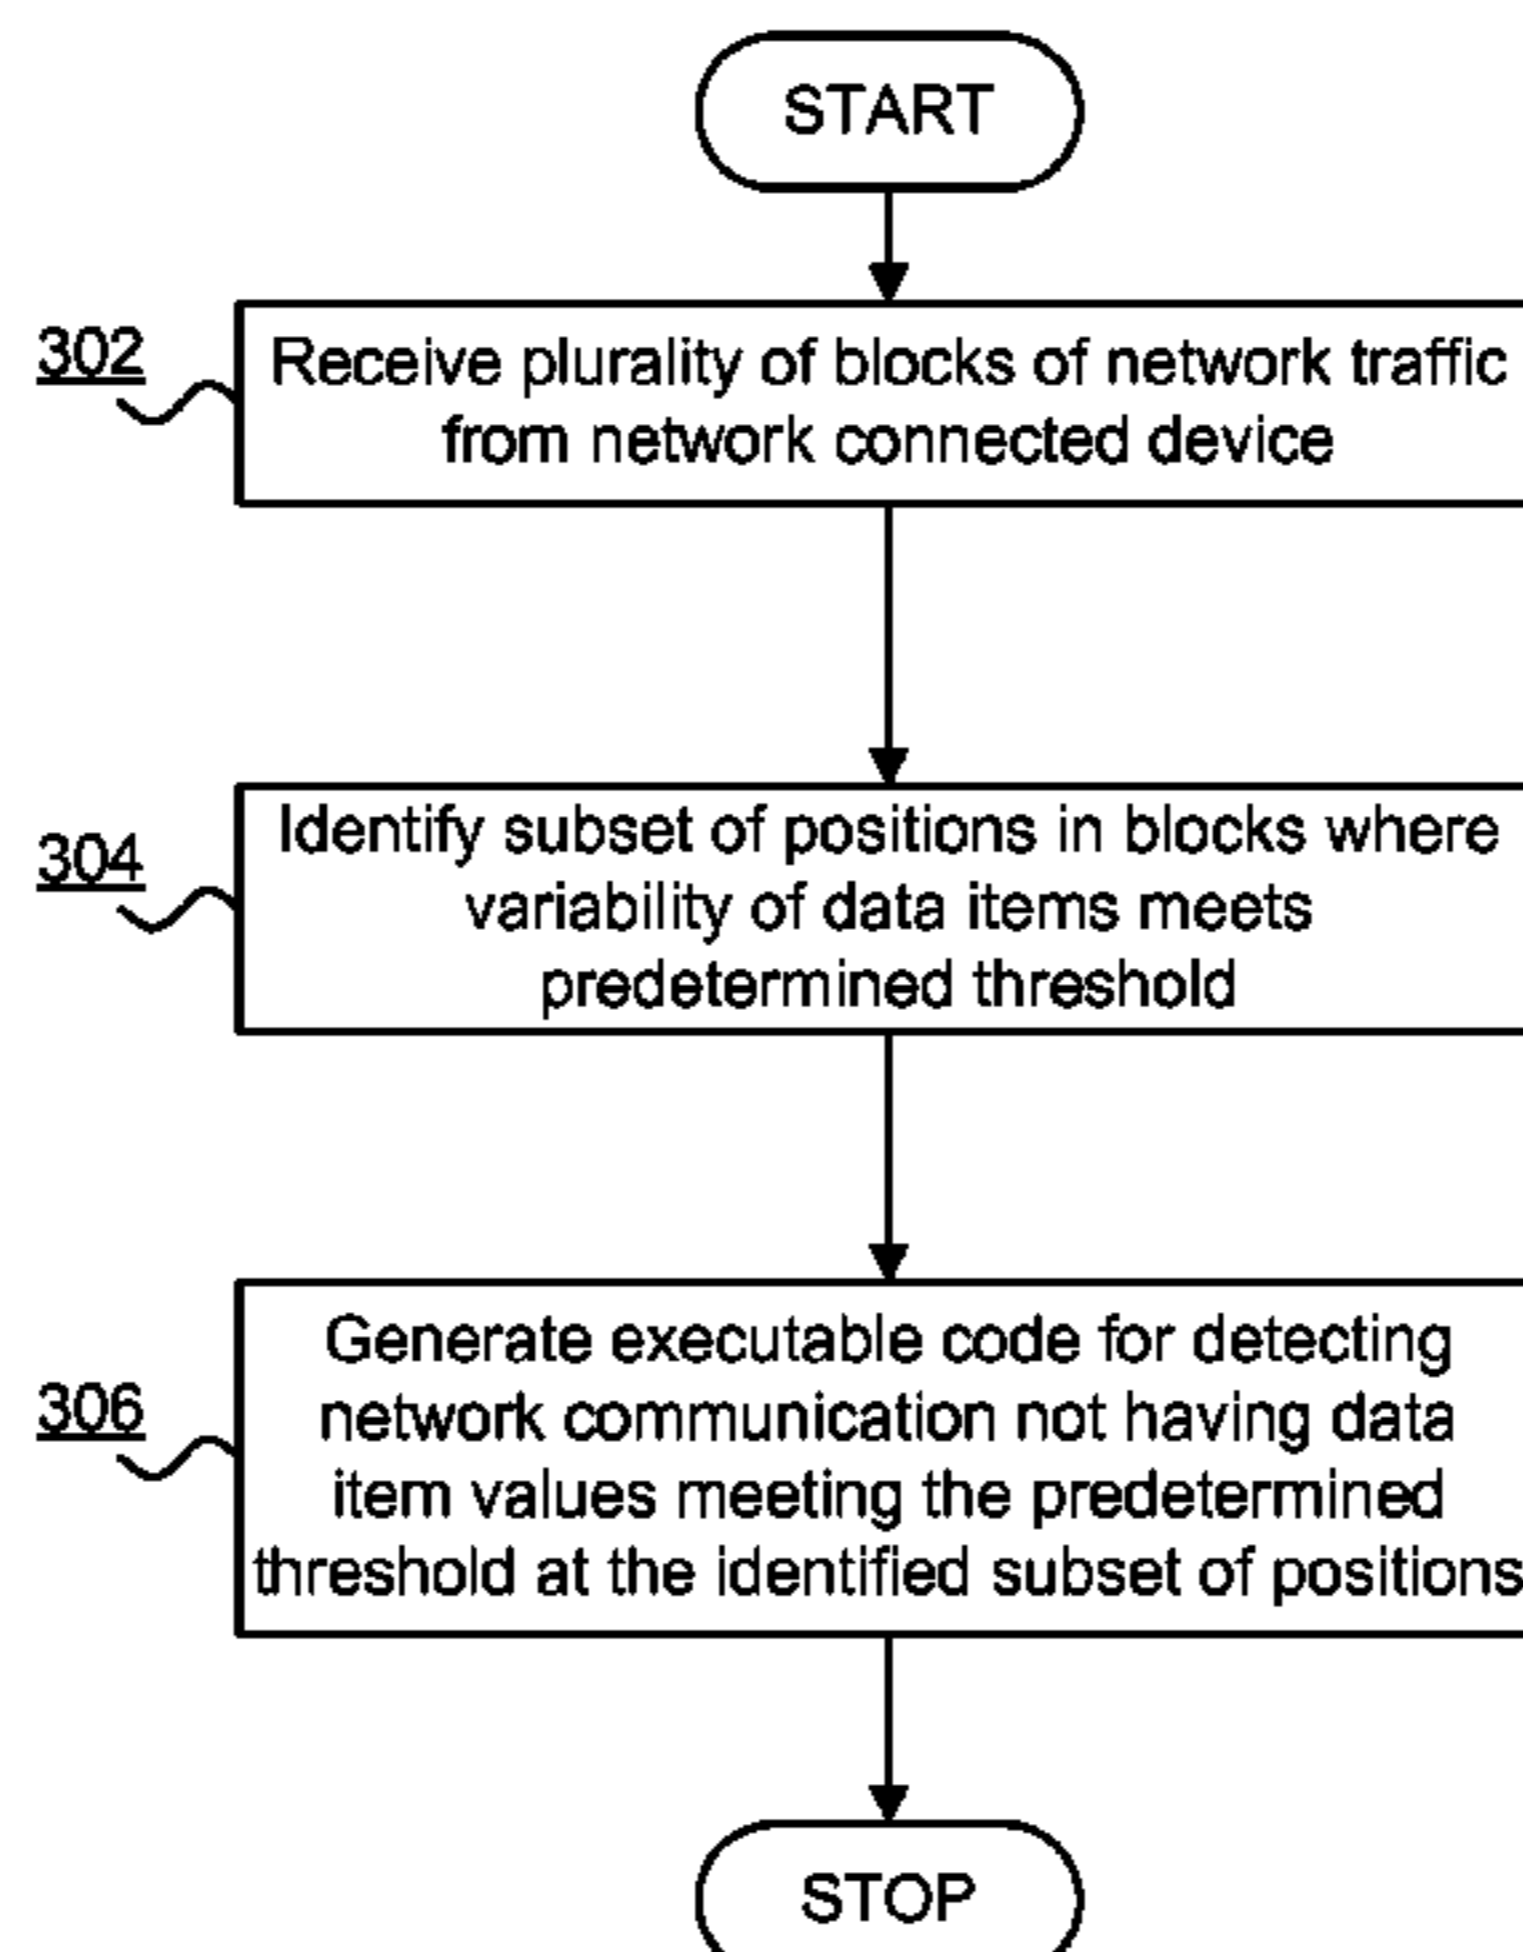 START
302
Receive plurality of blocks of network traffic
from network connected device
304
Identify subset of positions in blocks where
variability of data items meets
predetermined threshold
306
Generate executable code for detecting
network communication not having data
item values meeting the predetermined
threshold at the identified subset of positions
STOP